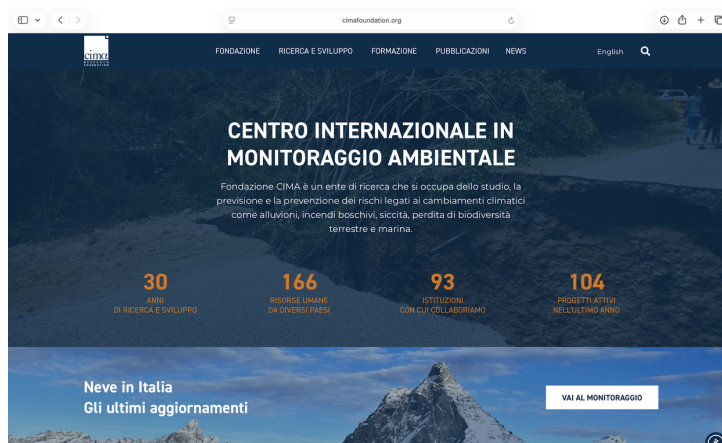 cimafoundation.org
cima
RESEARCH
FOUNDATION
FONDAZIONE RICERCA E SVILUPPO FORMAZIONE PUBBLICAZIONI NEWS English
CENTRO INTERNAZIONALE IN
MONITORAGGIO AMBIENTALE
Fondazione CIMA è un ente di ricerca che si occupa dello studio, la
previsione e la prevenzione dei rischi legati ai cambiamenti climatici
come alluvioni, incendi boschivi, siccità, perdita di biodiversità
terrestre e marina.
30 166 93 104
ANNI RISORSE UMANE ISTITUZIONI PROGETTI ATTIVI
DI RICERCA E SVILUPPO DA DIVERSI PAESI CON CUI COLLABORIAMO NELL'ULTIMO ANNO
Neve in Italia
Gli ultimi aggiornamenti
VAI AL MONITORAGGIO